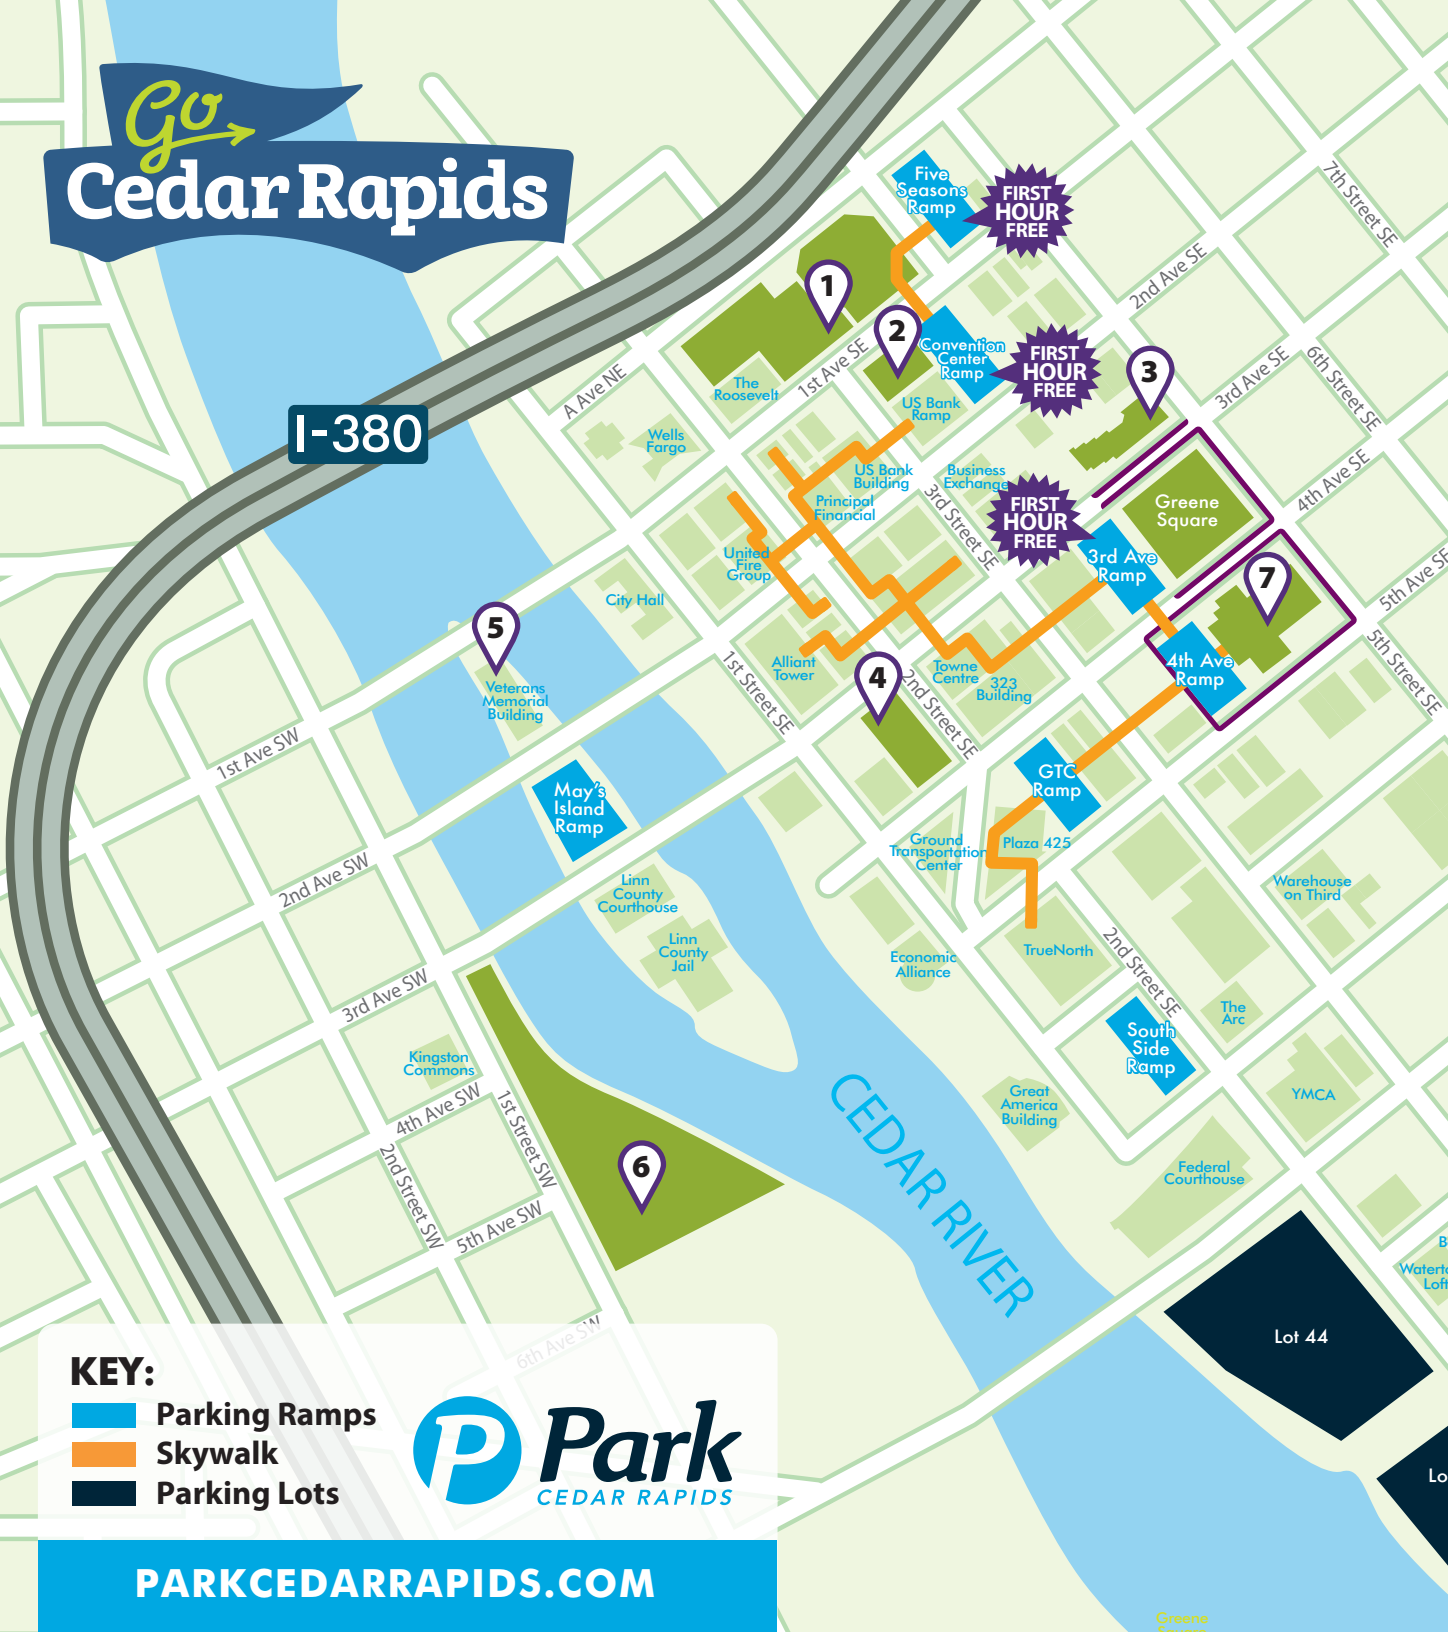 Go
Cedar Rapids
I-380
Five
Seasons
Ramp
FIRST
HOUR
FREE
7th Street SE
2nd Ave SE
1
2
Convention
Center
Ramp
FIRST
HOUR
FREE
3
3rd Ave SE
6th Street SE
1st Ave SE
The
Roosevelt
A Ave NE
US Bank
Ramp
Wells
Fargo
US Bank
Building
Business
Exchange
Principal
Financial
3rd Street SE
FIRST
HOUR
FREE
Greene
Square
4th Ave SE
3rd Ave
Ramp
7
5th Ave SE
United
Fire
Group
City Hall
5
Veterans
Memorial
Building
1st Street SE
Alliant
Tower
4
2nd Street SE
Towne
Centre
323
Building
4th Ave
Ramp
5th Street SE
1st Ave SW
May's
Island
Ramp
GTC
Ramp
Ground
Transportation
Center
Plaza 425
2nd Ave SW
Linn
County
Courthouse
Warehouse
on Third
Linn
County
Jail
Economic
Alliance
TrueNorth
2nd Street SE
3rd Ave SW
The
Arc
South
Side
Ramp
Kingston
Commons
4th Ave SW
1st Street SW
2nd Street SW
Great
America
Building
YMCA
CEDAR RIVER
6
Federal
Courthouse
5th Ave SW
B
Waterto
Loft
6th Ave SW
Lot 44
Lo
KEY:
Parking Ramps
Skywalk
Parking Lots
P Park
CEDAR RAPIDS
PARKCEDARRAPIDS.COM
Greene